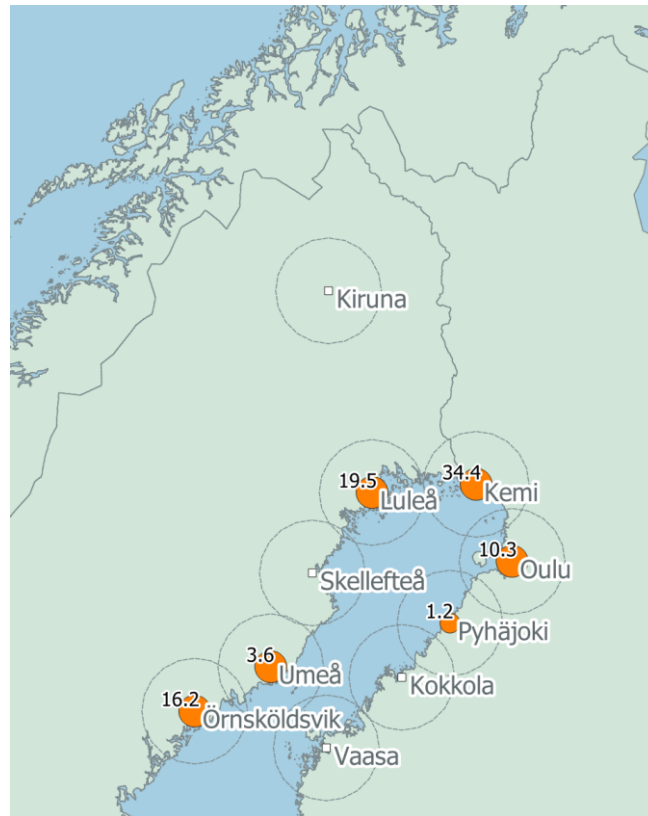 Kiruna
19.5
Luleå
34.4
Kemi
10.3
Oulu
Skellefteå
1.2
Pyhäjoki
3.6
Umeå
Kokkola
16.2
Örnsköldsvik
Vaasa